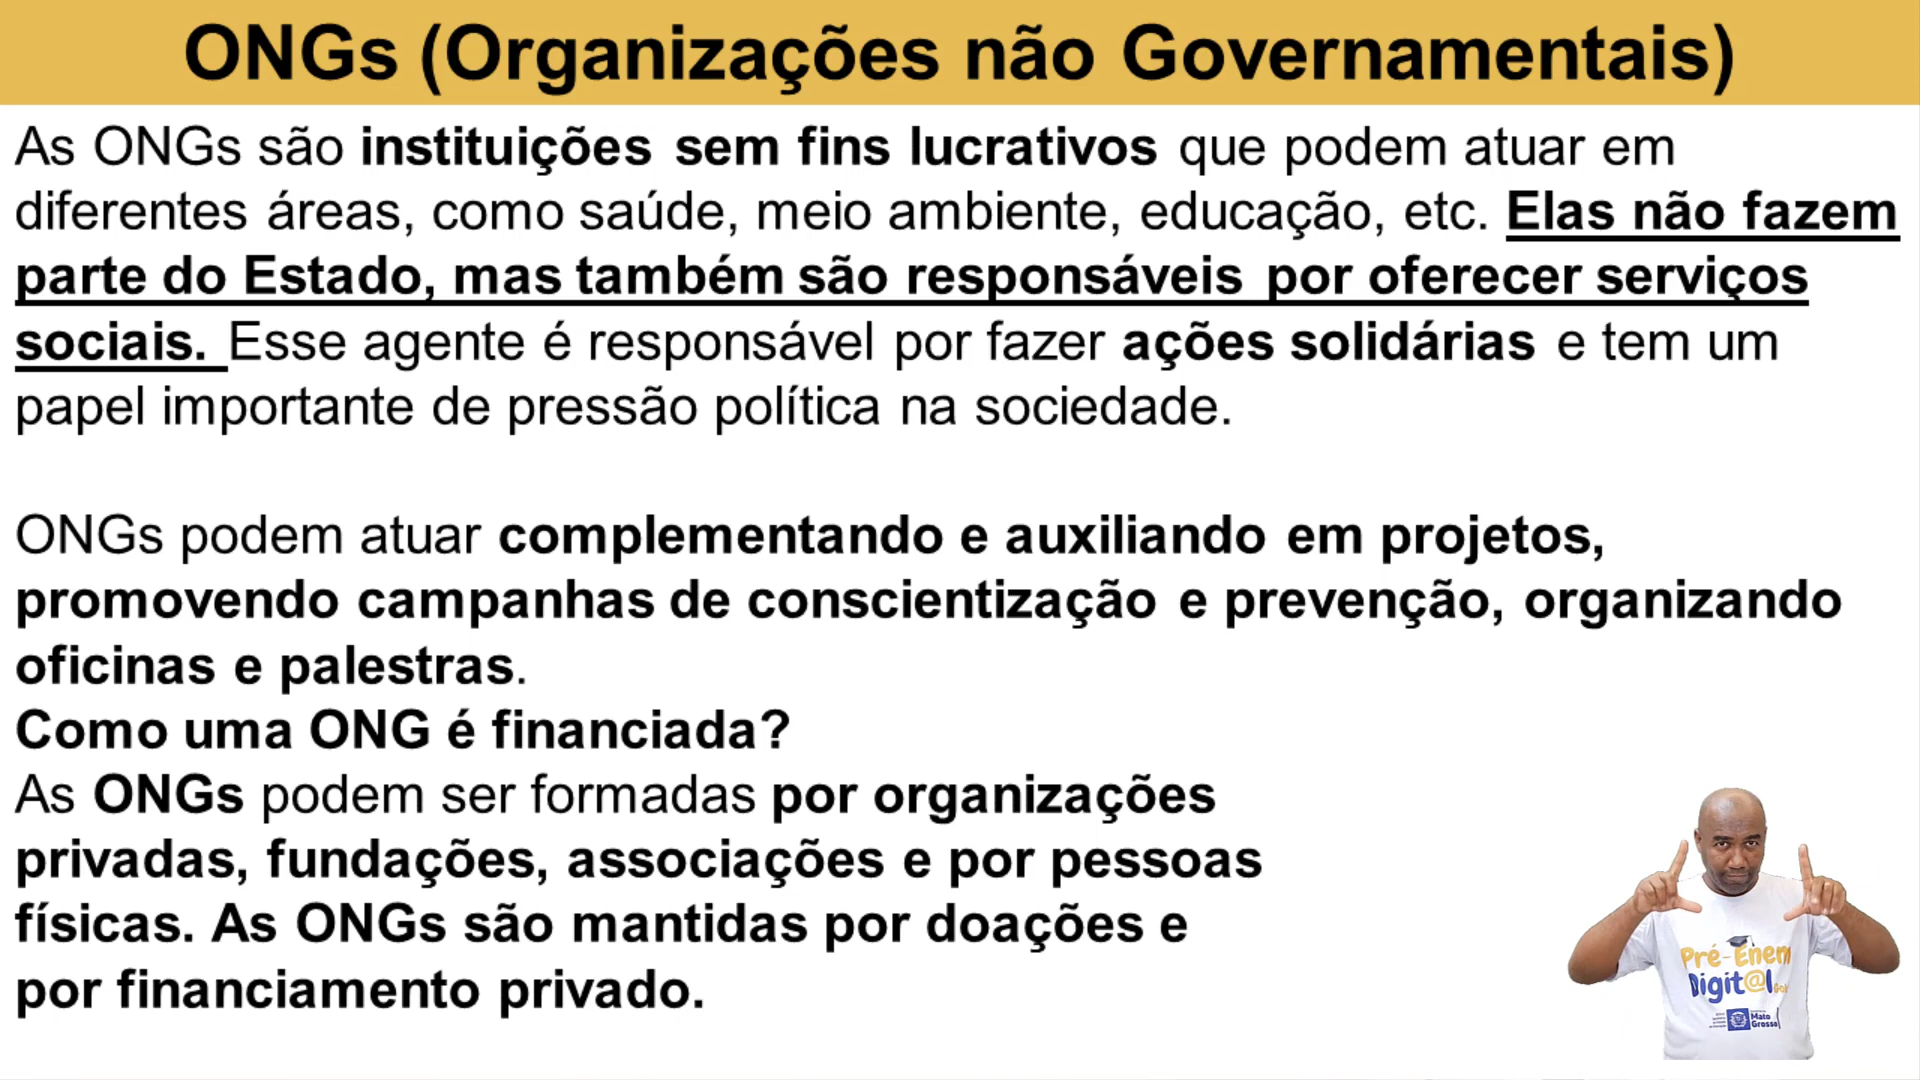 ONGs (Organizações não Governamentais)
As ONGs são instituições sem fins lucrativos que podem atuar em
diferentes áreas, como saúde, meio ambiente, educação, etc. Elas não fazem
parte do Estado, mas também são responsáveis por oferecer serviços
sociais. Esse agente é responsável por fazer ações solidárias e tem um
papel importante de pressão política na sociedade.
ONGs podem atuar complementando e auxiliando em projetos,
promovendo campanhas de conscientização e prevenção, organizando
oficinas e palestras.
Como uma ONG é financiada?
As ONGs podem ser formadas por organizações
privadas, fundações, associações e por pessoas
físicas. As ONGs são mantidas por doações e
por financiamento privado.
Pré-Enem
Digit@l
Mato
Grosso